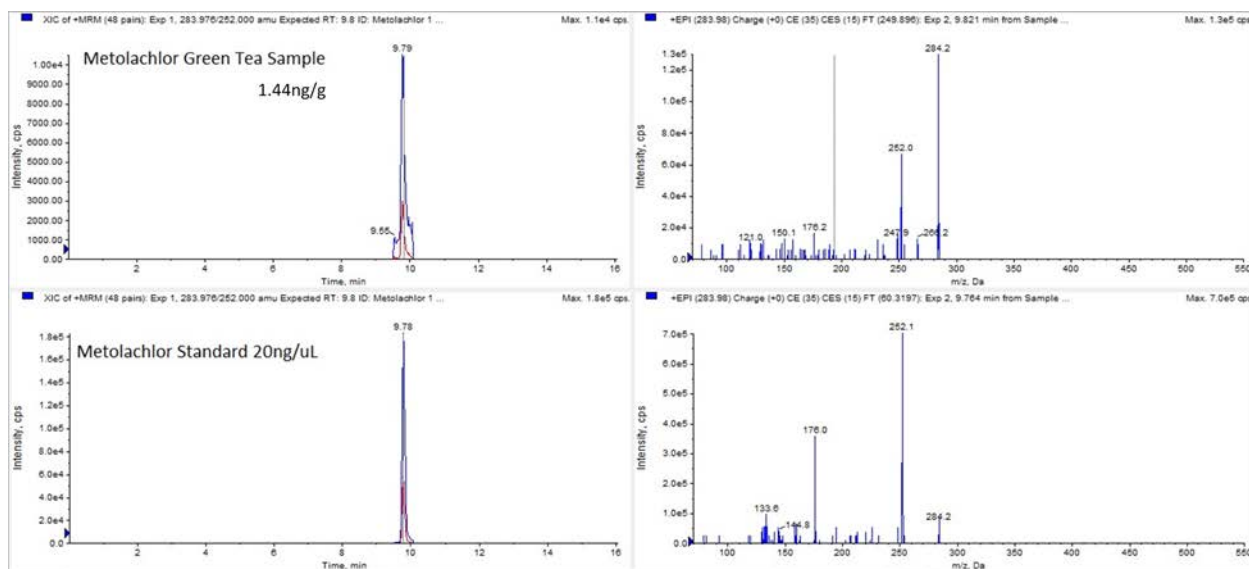 XIC of +MRM (48 pairs): Exp 1, 283.976/252.000 amu Expected RT: 9.8 ID: Metolachlor 1 ... Max. 1.1e4 cps.
Metolachlor Green Tea Sample
1.44ng/g
9.79
9.55
1.00e4
9000.00
8000.00
7000.00
6000.00
5000.00
4000.00
3000.00
2000.00
1000.00
0.00
Intensity, cps
2 4 6 8 10 12 14 16
Time, min
+EPI (283.98) Charge (+0) CE (35) CES (15) FT (249.896): Exp 2, 9.821 min from Sample ... Max. 1.3e5 cps.
284.2
252.0
247.9
266.2
176.2
150.1
121.0
1.3e5
1.2e5
1.0e5
8.0e4
6.0e4
4.0e4
2.0e4
0.0
Intensity, cps
100 150 200 250 300 350 400 450 500 550
m/z, Da
XIC of +MRM (48 pairs): Exp 1, 283.976/252.000 amu Expected RT: 9.8 ID: Metolachlor 1 ... Max. 1.8e5 cps.
Metolachlor Standard 20ng/uL
9.78
1.8e5
1.6e5
1.4e5
1.2e5
1.0e5
8.0e4
6.0e4
4.0e4
2.0e4
0.0
Intensity, cps
2 4 6 8 10 12 14 16
Time, min
+EPI (283.98) Charge (+0) CE (35) CES (15) FT (60.3197): Exp 2, 9.764 min from Sample ... Max. 7.0e5 cps.
252.1
176.0
133.6
144.8
284.2
7.0e5
6.0e5
5.0e5
4.0e5
3.0e5
2.0e5
1.0e5
0.0
Intensity, cps
100 150 200 250 300 350 400 450 500 550
m/z, Da